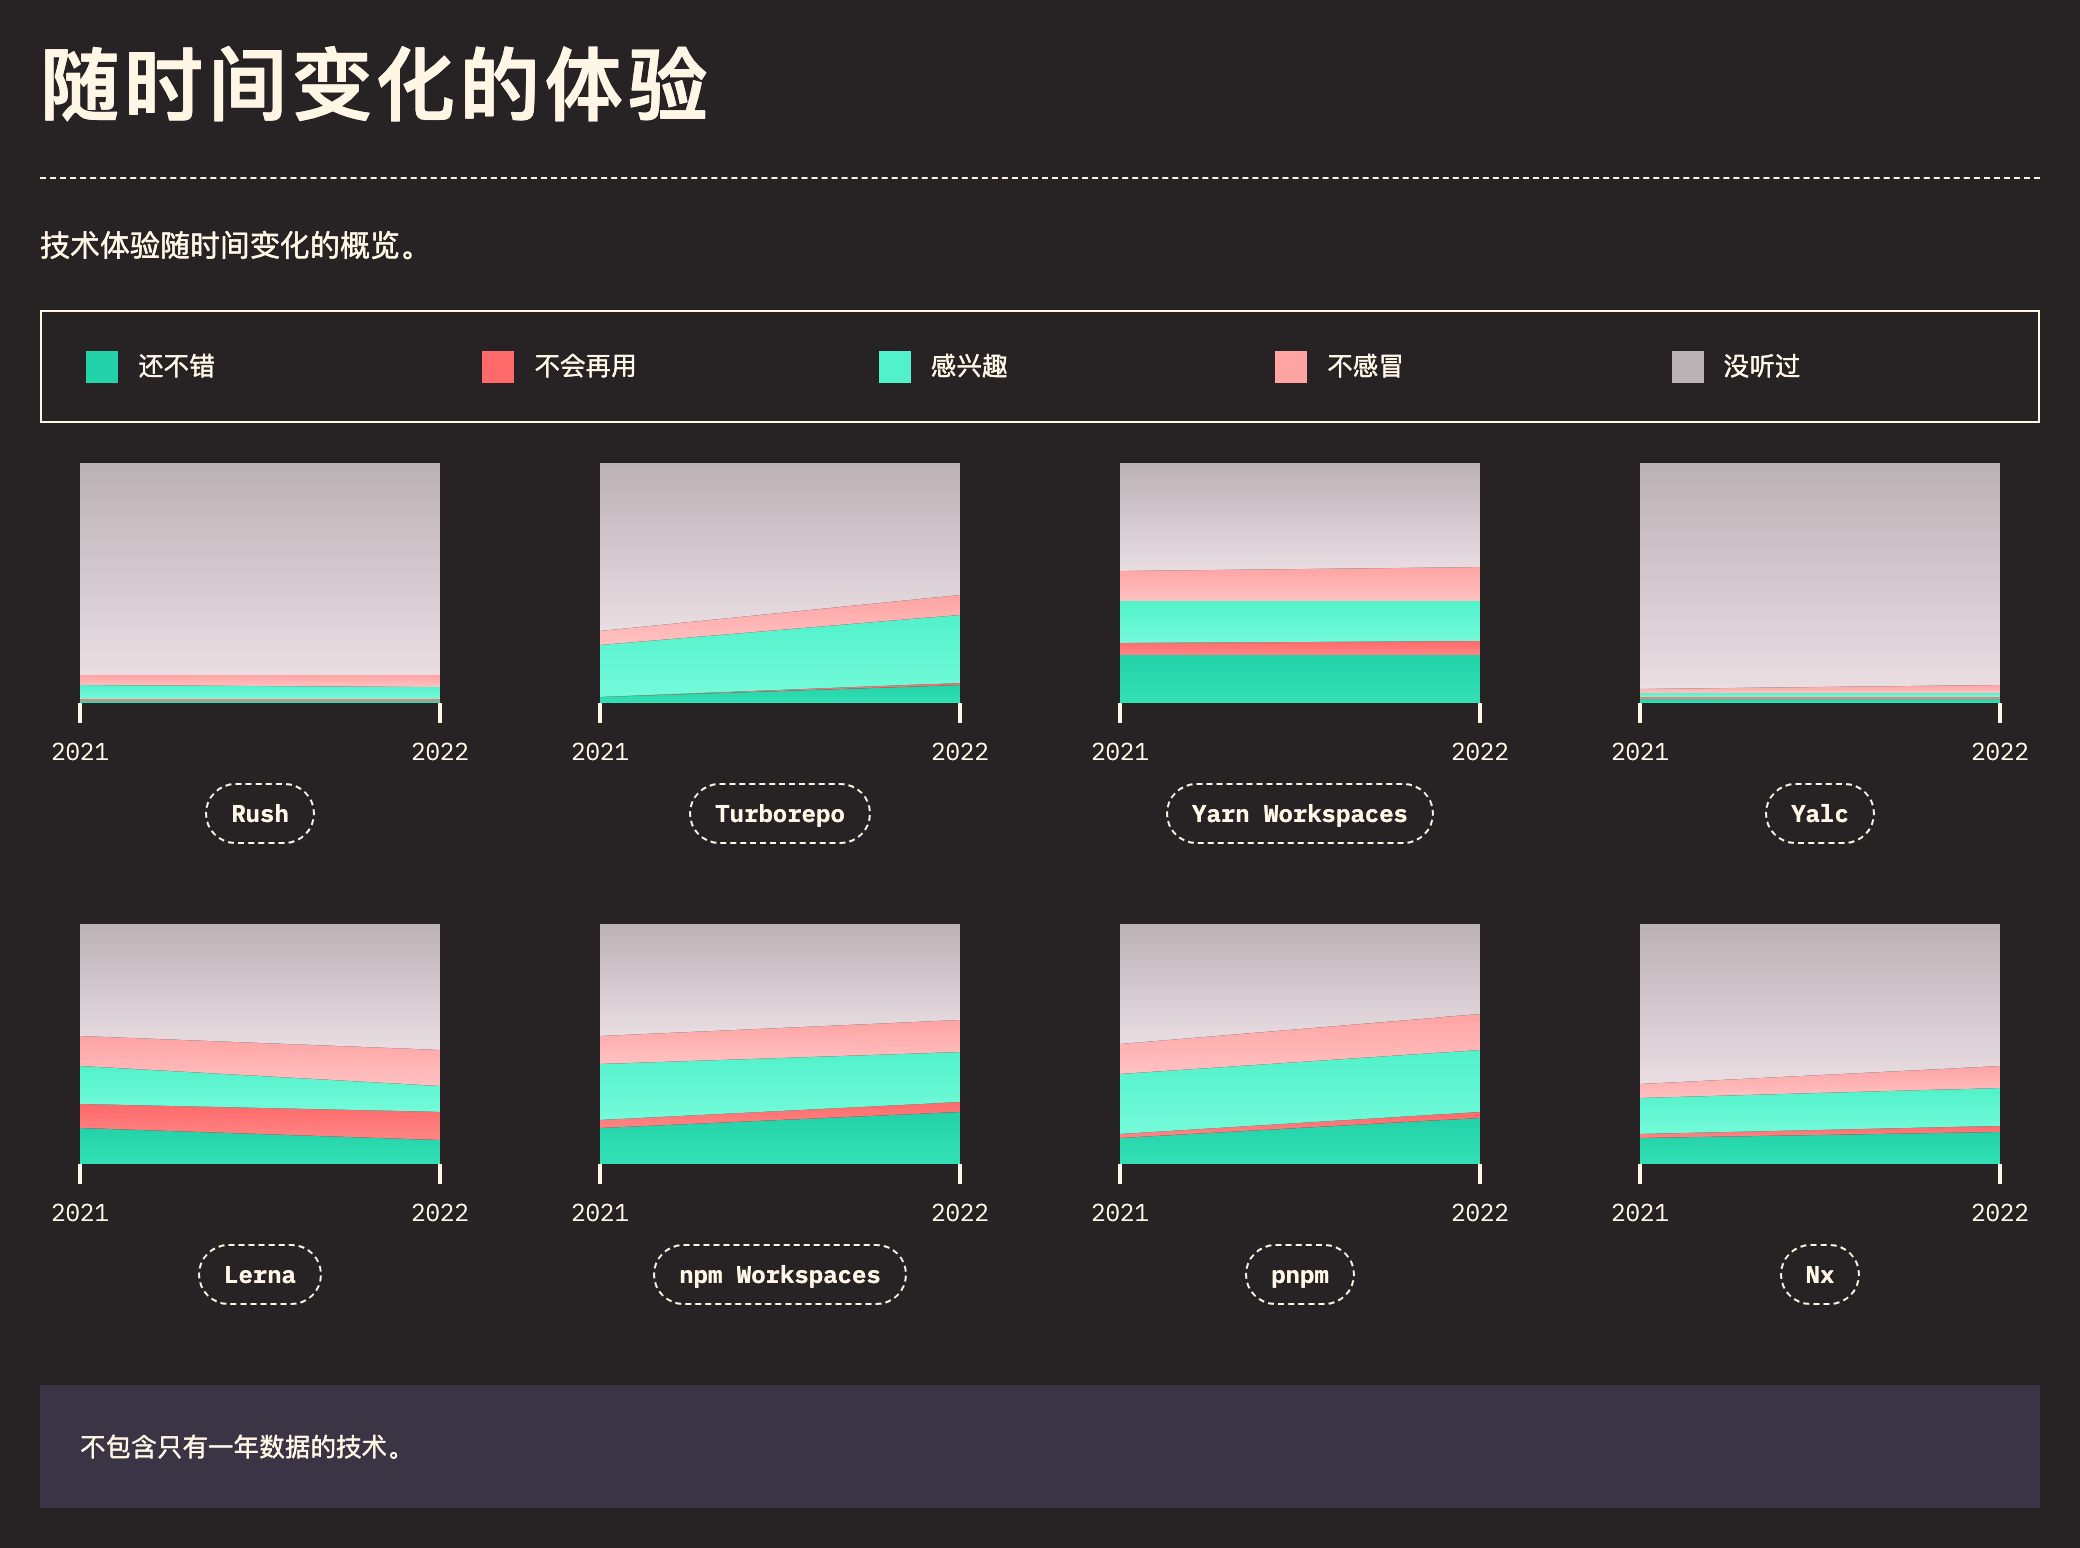 随时间变化的体验
技术体验随时间变化的概览。
还不错 不会再用 感兴趣 不感冒 没听过
2021 2022 2021 2022 2021 2022 2021 2022
Rush Turborepo Yarn Workspaces Yalc
2021 2022 2021 2022 2021 2022 2021 2022
Lerna npm Workspaces pnpm Nx
不包含只有一年数据的技术。